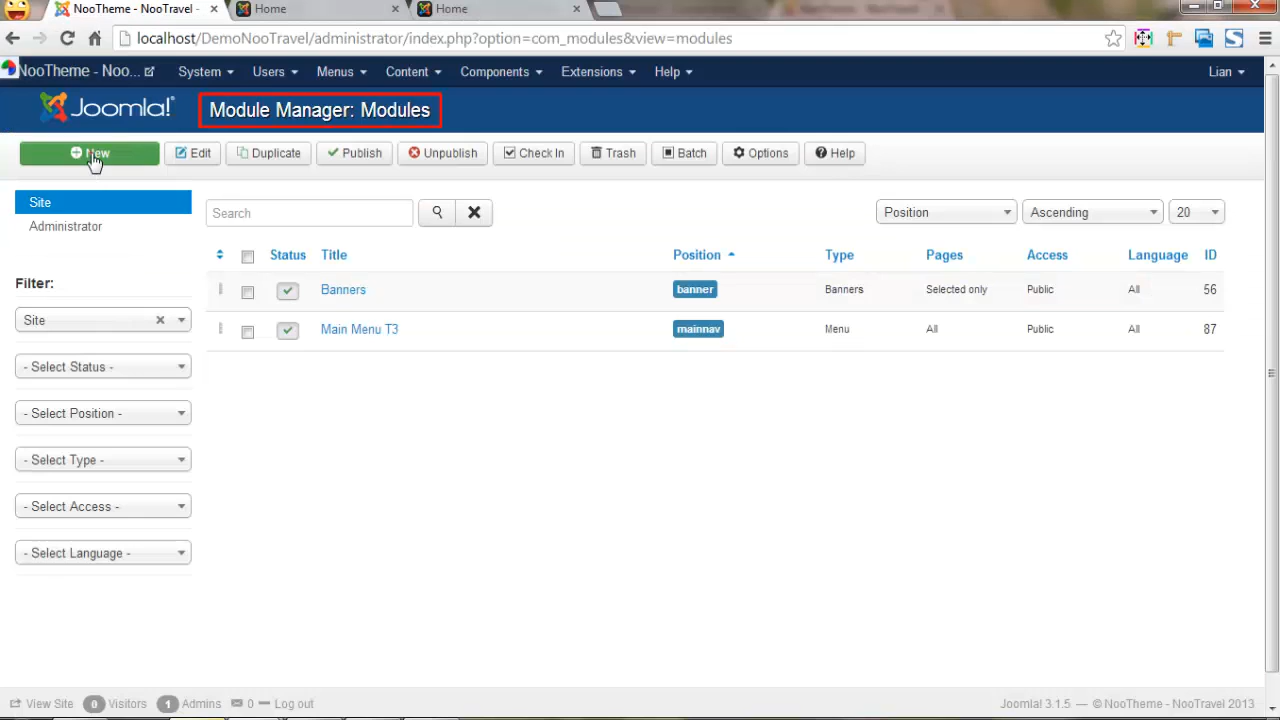 NooTheme - NooTravel -
Home
Home
localhost/DemoNooTravel/administrator/index.php?option=com_modules&view=modules
NooTheme - Noo...
System
Users
Menus
Content
Components
Extensions
Help
Lian
Joomla!
Module Manager: Modules
New
Edit
Duplicate
Publish
Unpublish
Check In
Trash
Batch
Options
Help
Site
Administrator
Search
Position
Ascending
20
Status
Title
Position
Type
Pages
Access
Language
ID
Banners
banner
Banners
Selected only
Public
All
56
Main Menu T3
mainnav
Menu
All
Public
All
87
Filter:
Site
- Select Status -
- Select Position -
- Select Type -
- Select Access -
- Select Language -
View Site
0
Visitors
1
Admins
0
Log out
Joomla! 3.1.5 — © NooTheme - NooTravel 2013